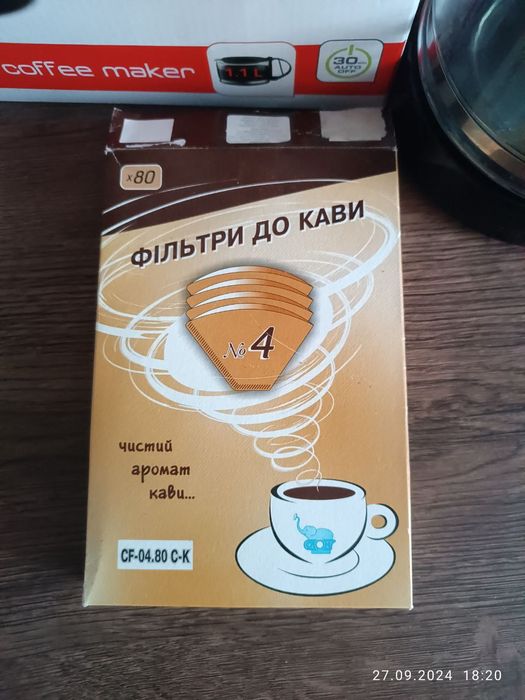 coffee maker
1.1 L
30 min
AUTO
OFF
x80
ФІЛЬТРИ ДО КАВИ
№4
чистий
аромат
кави...
CF-04.80 C-K
27.09.2024 18:20